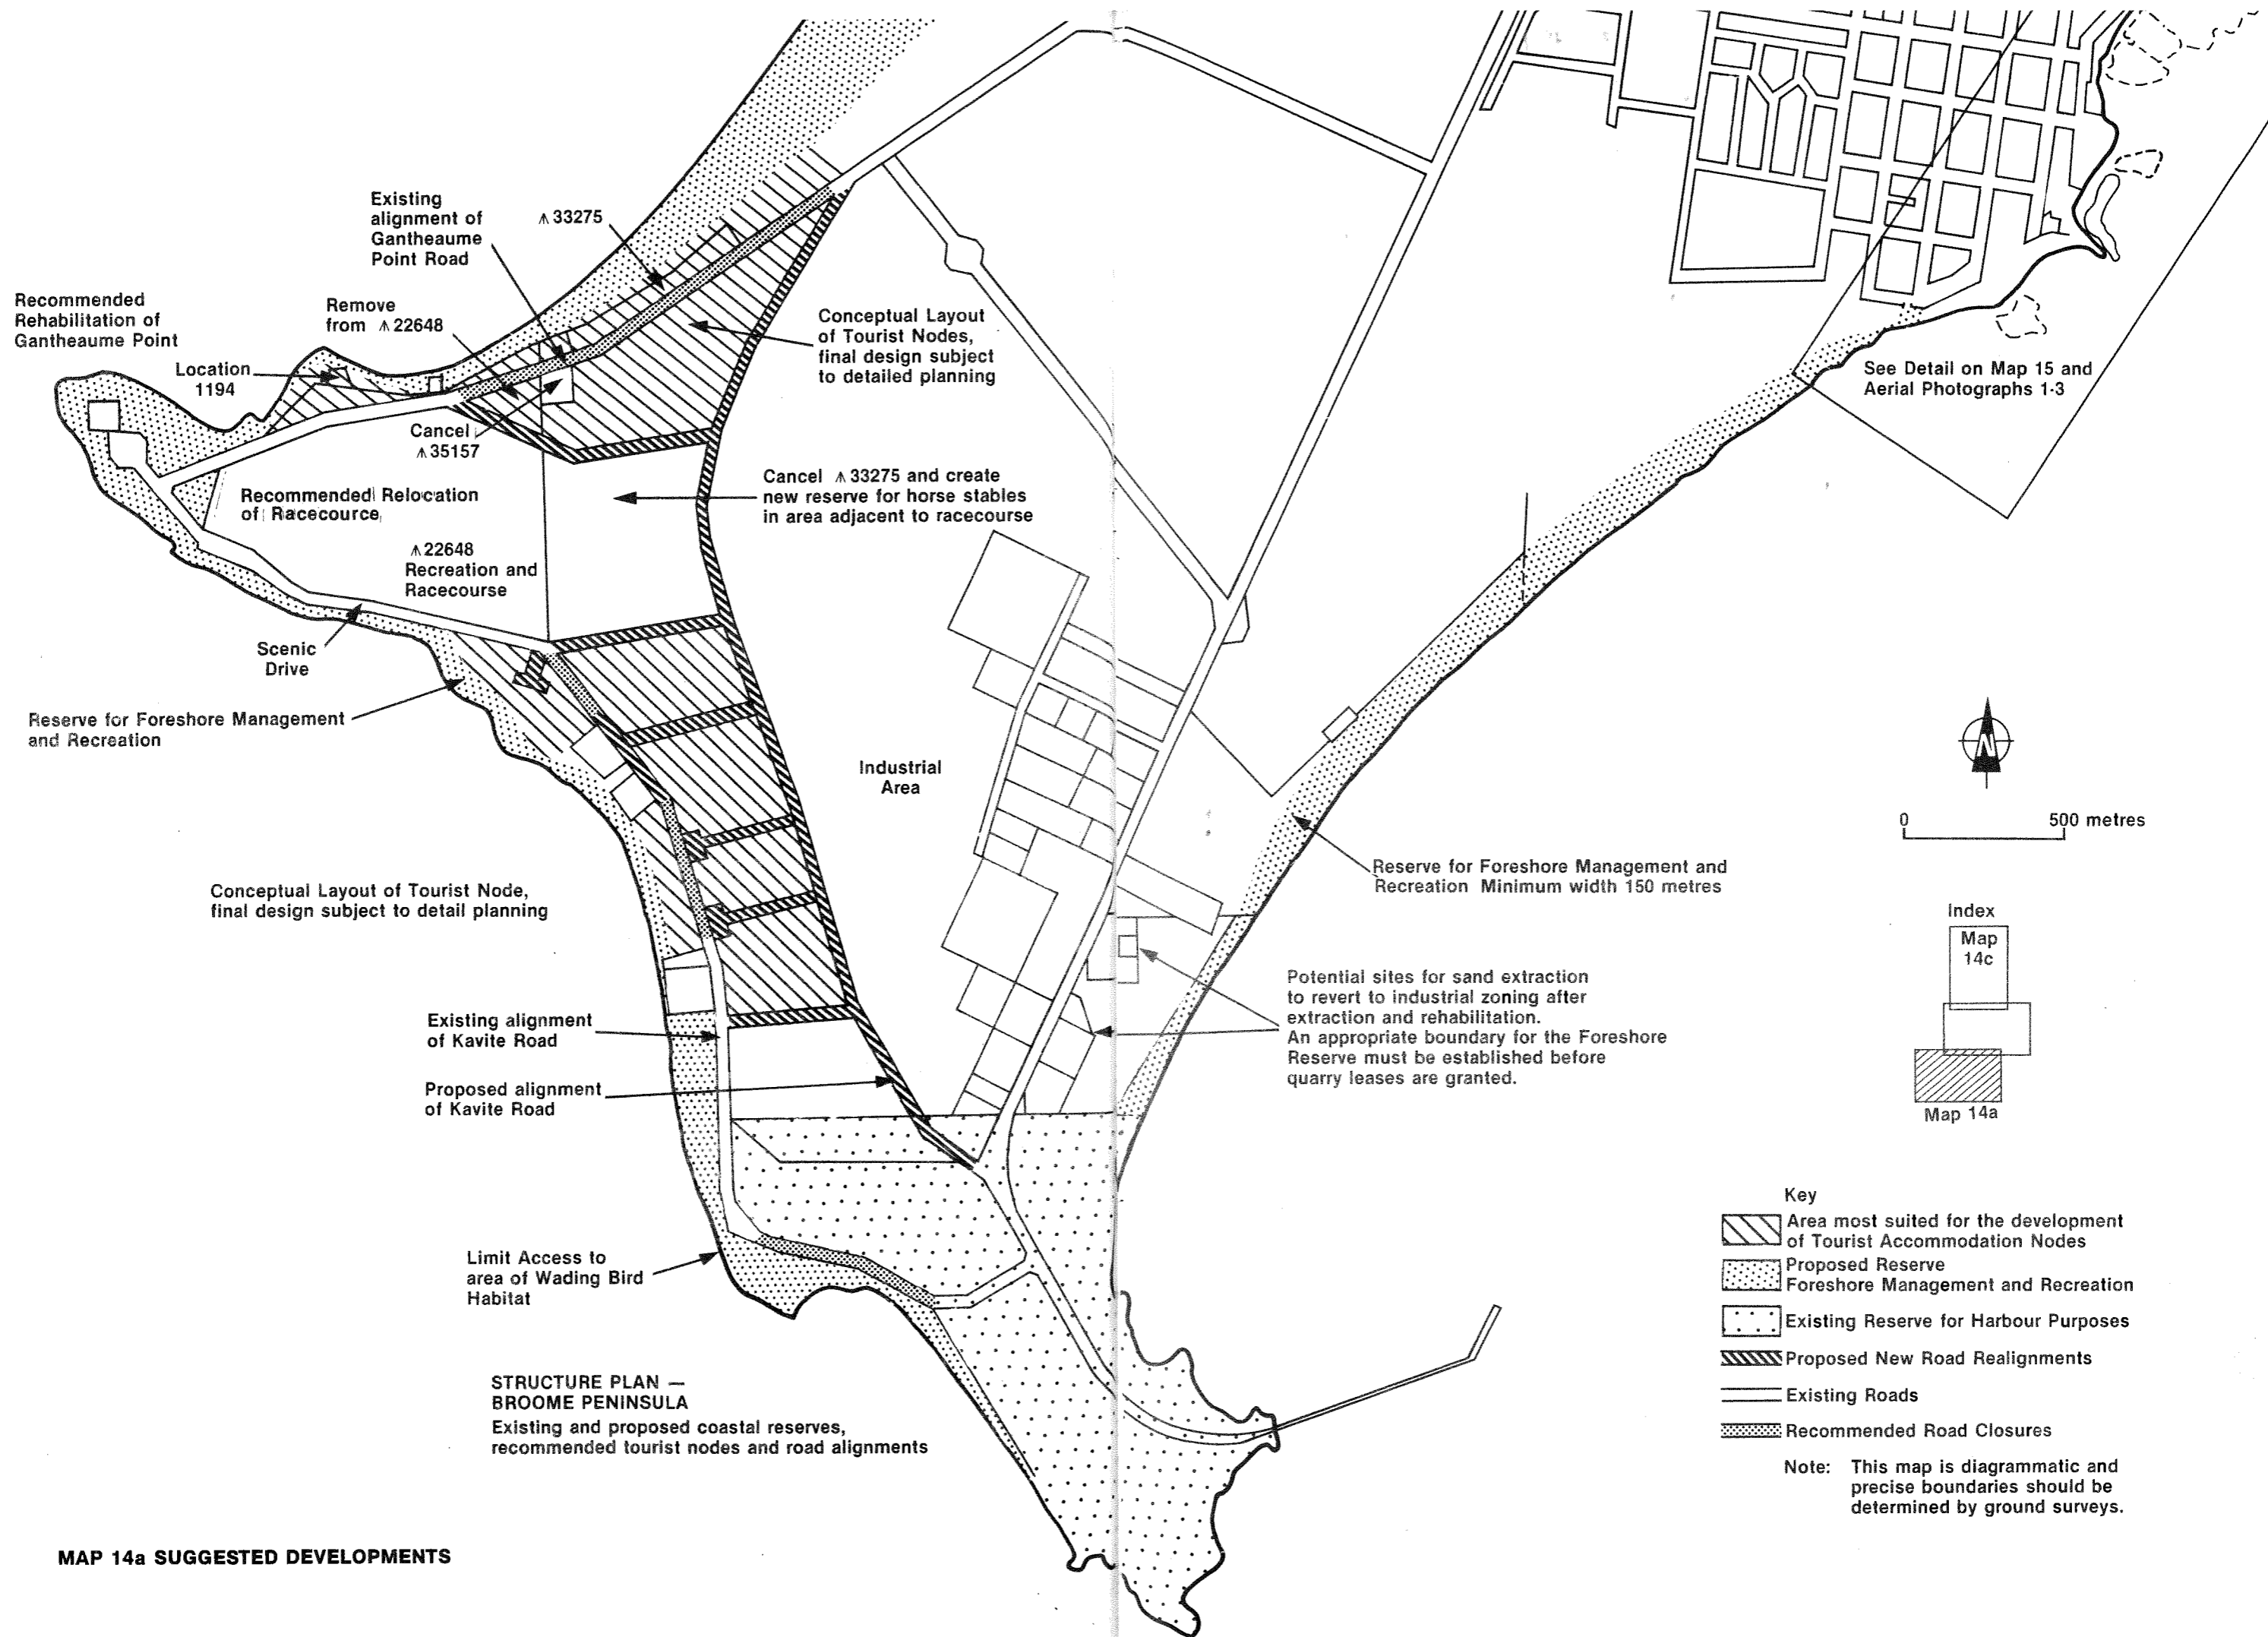 Existing
alignment of
Gantheaume
Point Road
33275
Recommended
Rehabilitation of
Gantheaume Point
Remove
from 22648
Location
1194
Cancel
35157
Conceptual Layout
of Tourist Nodes,
final design subject
to detailed planning
See Detail on Map 15 and
Aerial Photographs 1-3
Recommended Relocation
of Racecource
Cancel 33275 and create
new reserve for horse stables
in area adjacent to racecourse
22648
Recreation and
Racecourse
Scenic
Drive
Reserve for Foreshore Management
and Recreation
Industrial
Area
N
0 500 metres
Reserve for Foreshore Management and
Recreation Minimum width 150 metres
Conceptual Layout of Tourist Node,
final design subject to detail planning
Index
Map
14c
Map 14a
Potential sites for sand extraction
to revert to industrial zoning after
extraction and rehabilitation.
An appropriate boundary for the Foreshore
Reserve must be established before
quarry leases are granted.
Existing alignment
of Kavite Road
Proposed alignment
of Kavite Road
Limit Access to
area of Wading Bird
Habitat
Key
Area most suited for the development
of Tourist Accommodation Nodes
Proposed Reserve
Foreshore Management and Recreation
Existing Reserve for Harbour Purposes
Proposed New Road Realignments
Existing Roads
Recommended Road Closures
Note: This map is diagrammatic and
precise boundaries should be
determined by ground surveys.
STRUCTURE PLAN —
BROOME PENINSULA
Existing and proposed coastal reserves,
recommended tourist nodes and road alignments
MAP 14a SUGGESTED DEVELOPMENTS